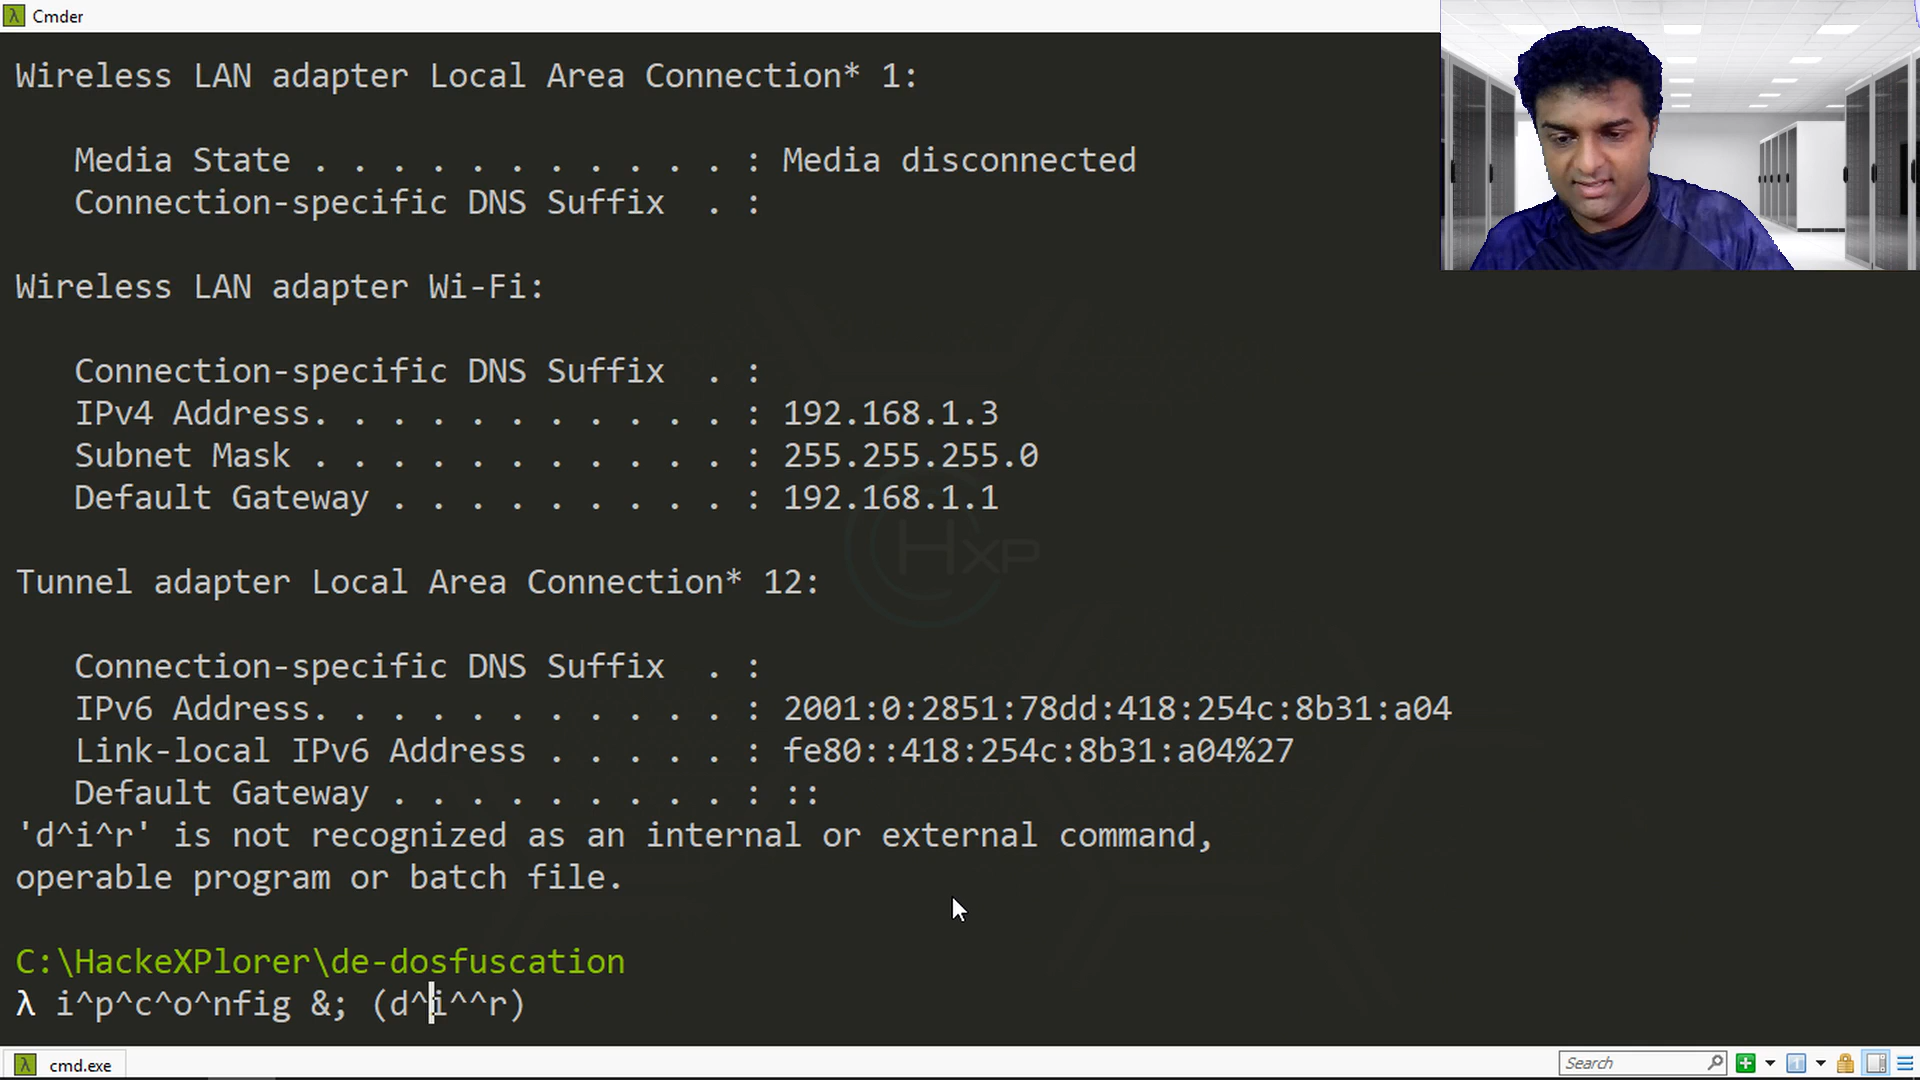 Cmder
Wireless LAN adapter Local Area Connection* 1:
Media State . . . . . . . . . . . : Media disconnected
Connection-specific DNS Suffix  . :
Wireless LAN adapter Wi-Fi:
Connection-specific DNS Suffix  . :
IPv4 Address. . . . . . . . . . . : 192.168.1.3
Subnet Mask . . . . . . . . . . . : 255.255.255.0
Default Gateway . . . . . . . . . : 192.168.1.1
HXP
Tunnel adapter Local Area Connection* 12:
Connection-specific DNS Suffix  . :
IPv6 Address. . . . . . . . . . . : 2001:0:2851:78dd:418:254c:8b31:a04
Link-local IPv6 Address . . . . . : fe80::418:254c:8b31:a04%27
Default Gateway . . . . . . . . . : ::
'd^i^r' is not recognized as an internal or external command,
operable program or batch file.
C:\HackeXPlorer\de-dosfuscation
λ i^p^c^o^nfig &; (d^i^^r)
λ cmd.exe
Search